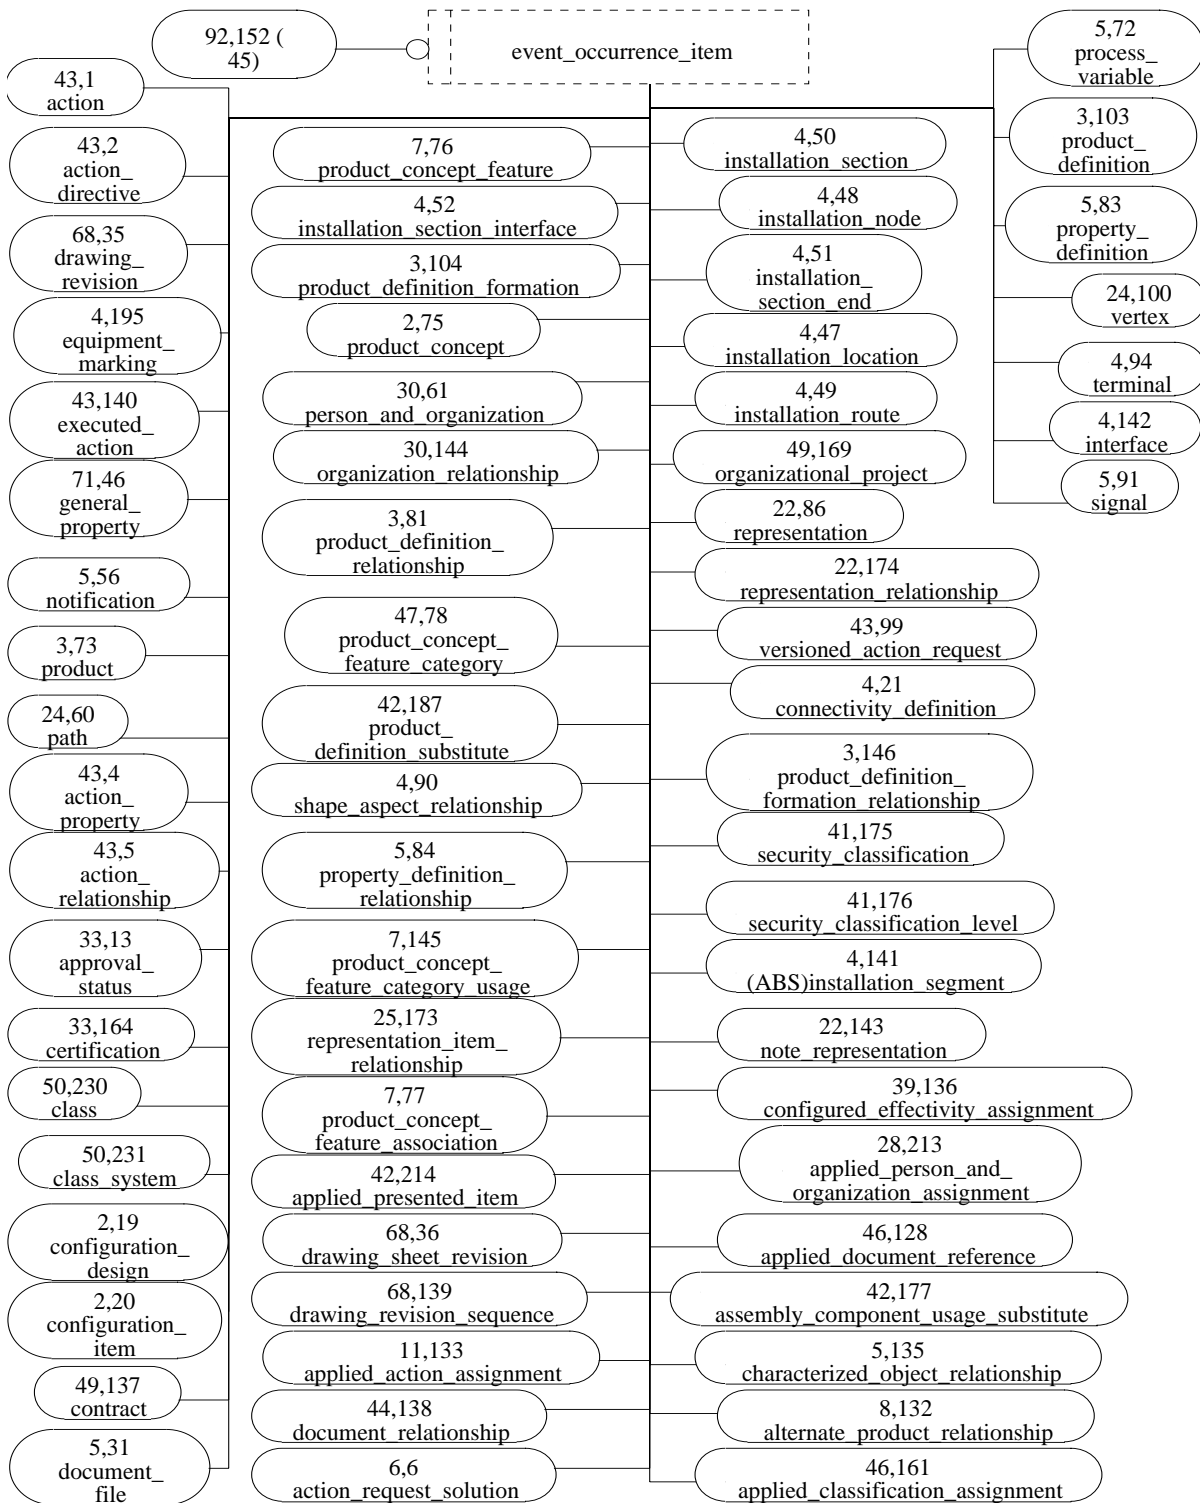 92,152 (
45)
event_occurrence_item
43,1
action
43,2
action_
directive
68,35
drawing_
revision
4,195
equipment_
marking
43,140
executed_
action
71,46
general_
property
5,56
notification
3,73
product
24,60
path
43,4
action_
property
43,5
action_
relationship
33,13
approval_
status
33,164
certification
50,230
class
50,231
class_system
2,19
configuration_
design
2,20
configuration_
item
49,137
contract
5,31
document_
file
7,76
product_concept_feature
4,52
installation_section_interface
3,104
product_definition_formation
2,75
product_concept
30,61
person_and_organization
30,144
organization_relationship
3,81
product_definition_
relationship
47,78
product_concept_
feature_category
42,187
product_
definition_substitute
4,90
shape_aspect_relationship
5,84
property_definition_
relationship
7,145
product_concept_
feature_category_usage
25,173
representation_item_
relationship
7,77
product_concept_
feature_association
42,214
applied_presented_item
68,36
drawing_sheet_revision
68,139
drawing_revision_sequence
11,133
applied_action_assignment
44,138
document_relationship
6,6
action_request_solution
4,50
installation_section
4,48
installation_node
4,51
installation_
section_end
4,47
installation_location
4,49
installation_route
49,169
organizational_project
22,86
representation
22,174
representation_relationship
43,99
versioned_action_request
4,21
connectivity_definition
3,146
product_definition_
formation_relationship
41,175
security_classification
41,176
security_classification_level
4,141
(ABS)installation_segment
22,143
note_representation
39,136
configured_effectivity_assignment
28,213
applied_person_and_
organization_assignment
46,128
applied_document_reference
42,177
assembly_component_usage_substitute
5,135
characterized_object_relationship
8,132
alternate_product_relationship
46,161
applied_classification_assignment
5,72
process_
variable
3,103
product_
definition
5,83
property_
definition
24,100
vertex
4,94
terminal
4,142
interface
5,91
signal